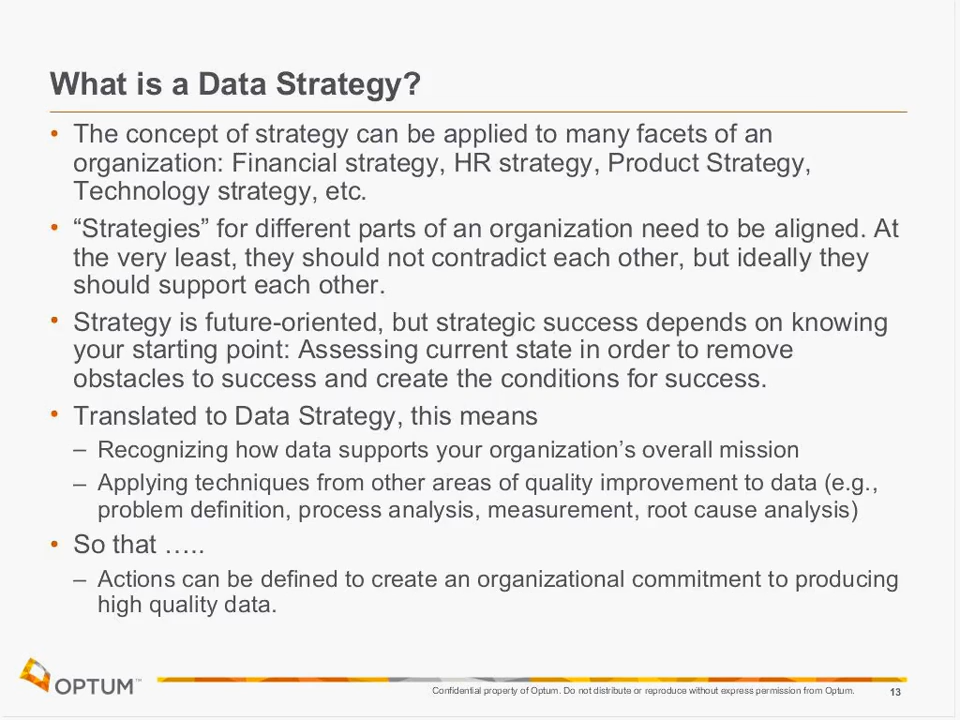 What is a Data Strategy?
• The concept of strategy can be applied to many facets of an
organization: Financial strategy, HR strategy, Product Strategy,
Technology strategy, etc.
• “Strategies” for different parts of an organization need to be aligned. At
the very least, they should not contradict each other, but ideally they
should support each other.
• Strategy is future-oriented, but strategic success depends on knowing
your starting point: Assessing current state in order to remove
obstacles to success and create the conditions for success.
• Translated to Data Strategy, this means
– Recognizing how data supports your organization’s overall mission
– Applying techniques from other areas of quality improvement to data (e.g.,
problem definition, process analysis, measurement, root cause analysis)
• So that …..
– Actions can be defined to create an organizational commitment to producing
high quality data.
OPTUM™
Confidential property of Optum. Do not distribute or reproduce without express permission from Optum.
13